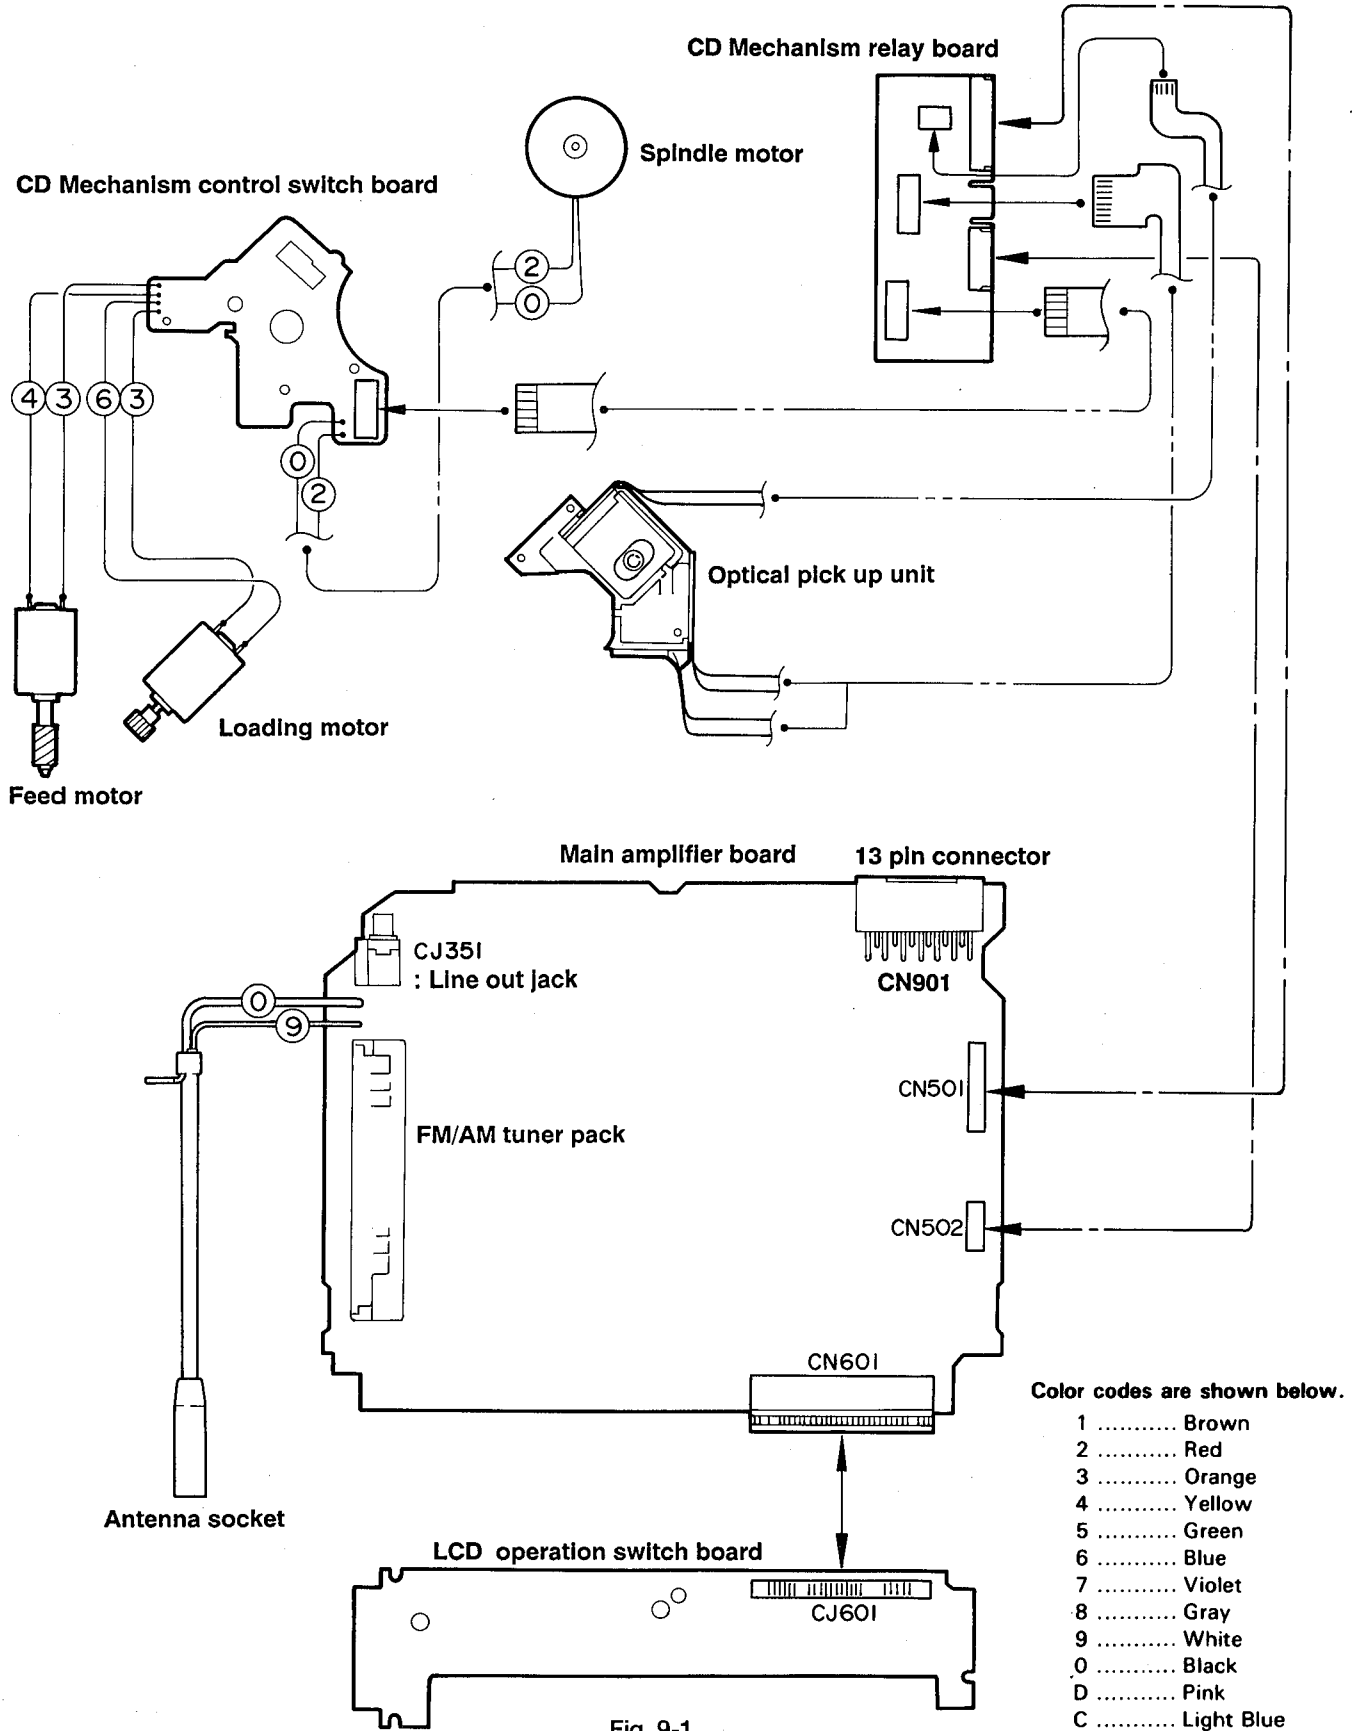 CD Mechanism relay board
Spindle motor
CD Mechanism control switch board
2
0
4
3
6
3
0
2
Optical pick up unit
Loading motor
Feed motor
Main amplifier board
13 pin connector
CJ351
: Line out jack
CN901
0
9
CN501
FM/AM tuner pack
CN502
CN601
Color codes are shown below.
1 ........... Brown
2 ........... Red
3 ........... Orange
4 ........... Yellow
5 ........... Green
6 ........... Blue
7 ........... Violet
8 ........... Gray
9 ........... White
0 ........... Black
D ........... Pink
C ........... Light Blue
Antenna socket
LCD operation switch board
CJ601
Fig. 9-1